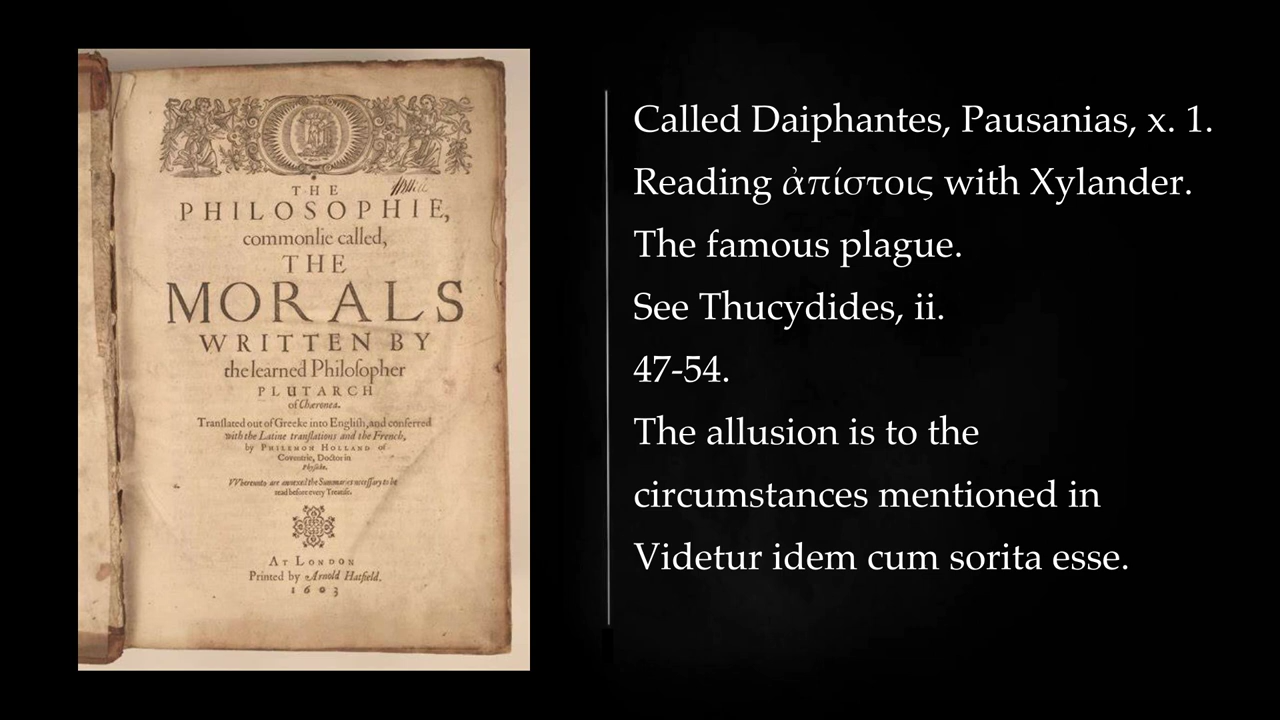 THE
PHILOSOPHIE,
commonlie called,
THE
MORALS
WRITTEN BY
the learned Philoſopher
PLUTARCH
of Chæronea.
Tranſlated out of Greeke into Engliſh, and conferred
with the Latine tranſlations and the French,
by PHILEMON HOLLAND of
Coventrie, Doctor in
Phyſicke.
VVhereunto are annexed the Summaries neceſſary to be
read before every Treatiſe.
AT LONDON
Printed by Arnold Hatfield.
1603
Called Daiphantes, Pausanias, x. 1.
Reading ἀπίστοις with Xylander.
The famous plague.
See Thucydides, ii.
47-54.
The allusion is to the
circumstances mentioned in
Videtur idem cum sorita esse.